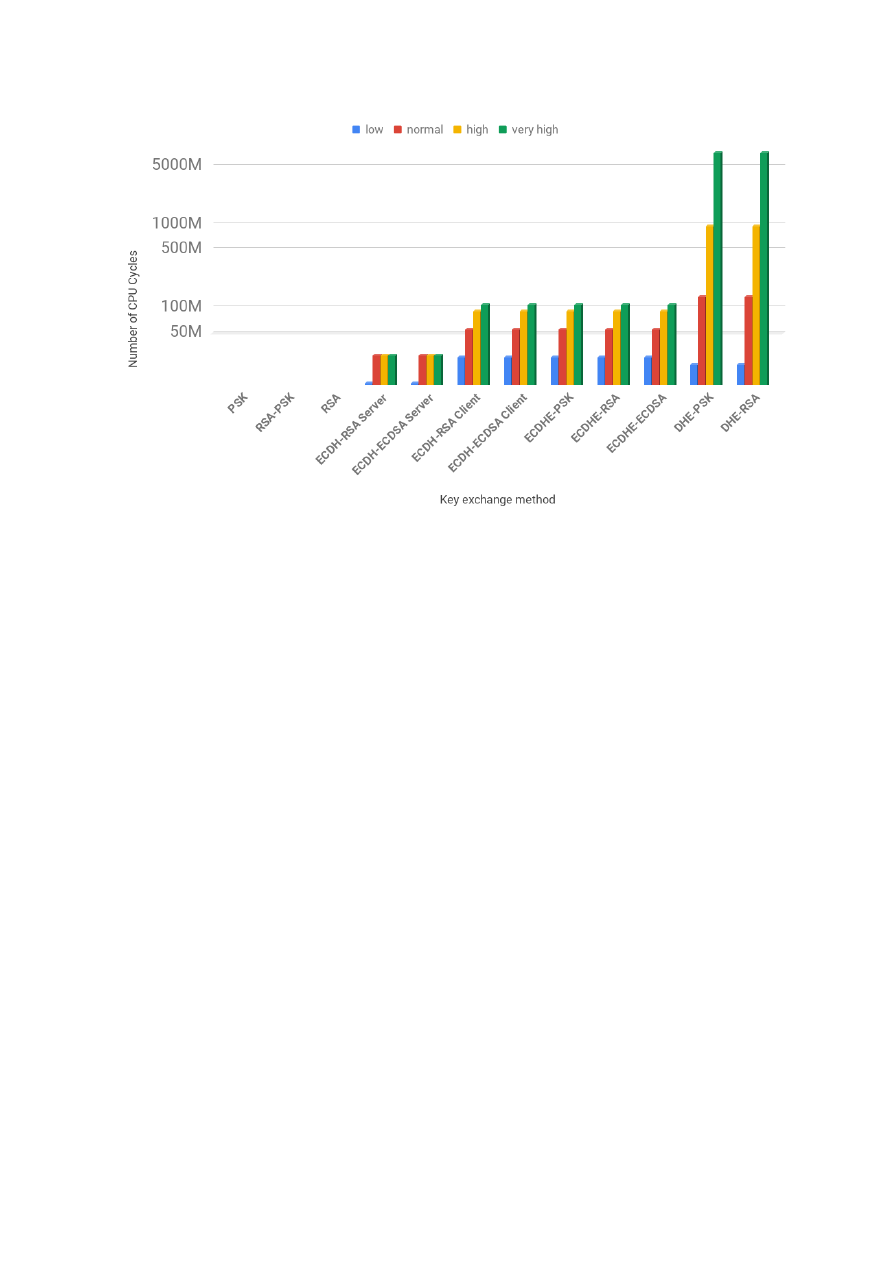 low normal high very high
5000M
1000M
500M
100M
50M
Number of CPU Cycles
PSK
RSA-PSK
RSA
ECDH-RSA Server
ECDH-ECDSA Server
ECDH-RSA Client
ECDH-ECDSA Client
ECDHE-PSK
ECDHE-RSA
ECDHE-ECDSA
DHE-PSK
DHE-RSA
Key exchange method